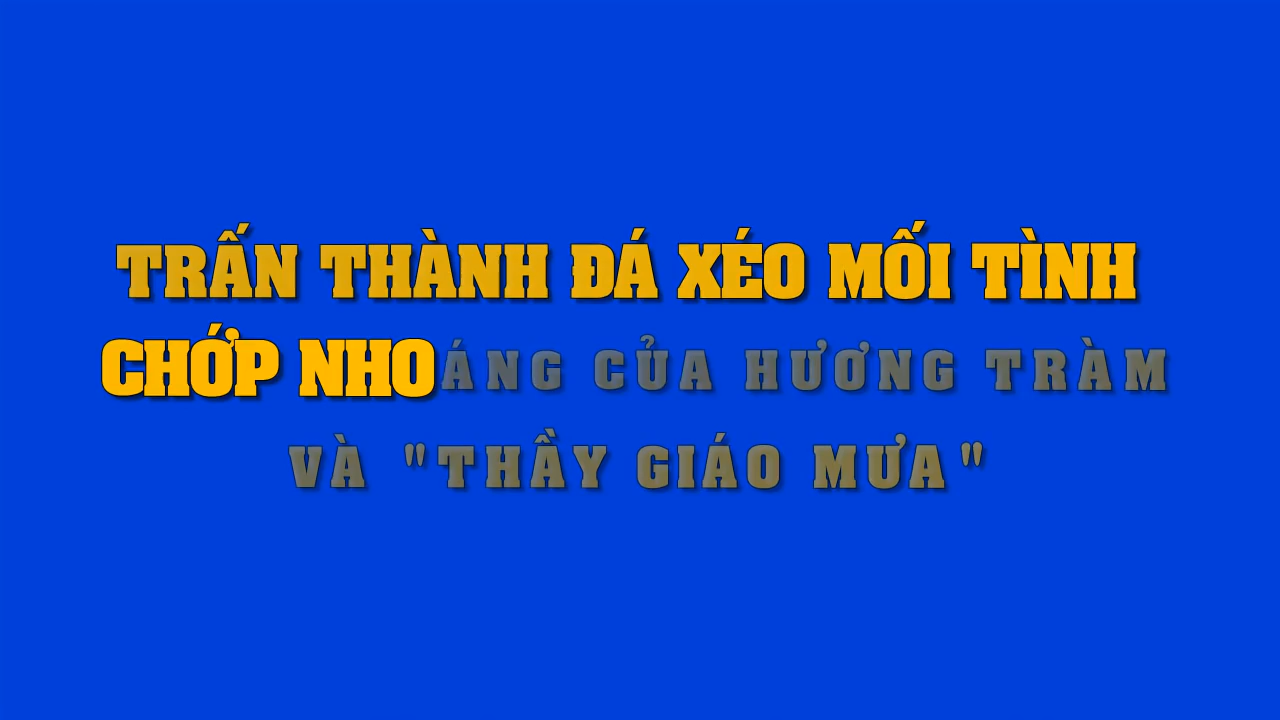 TRẤN THÀNH ĐÁ XÉO MỐI TÌNH
CHỚP NHOÁNG CỦA HƯƠNG TRÀM
VÀ "THẦY GIÁO MƯA"